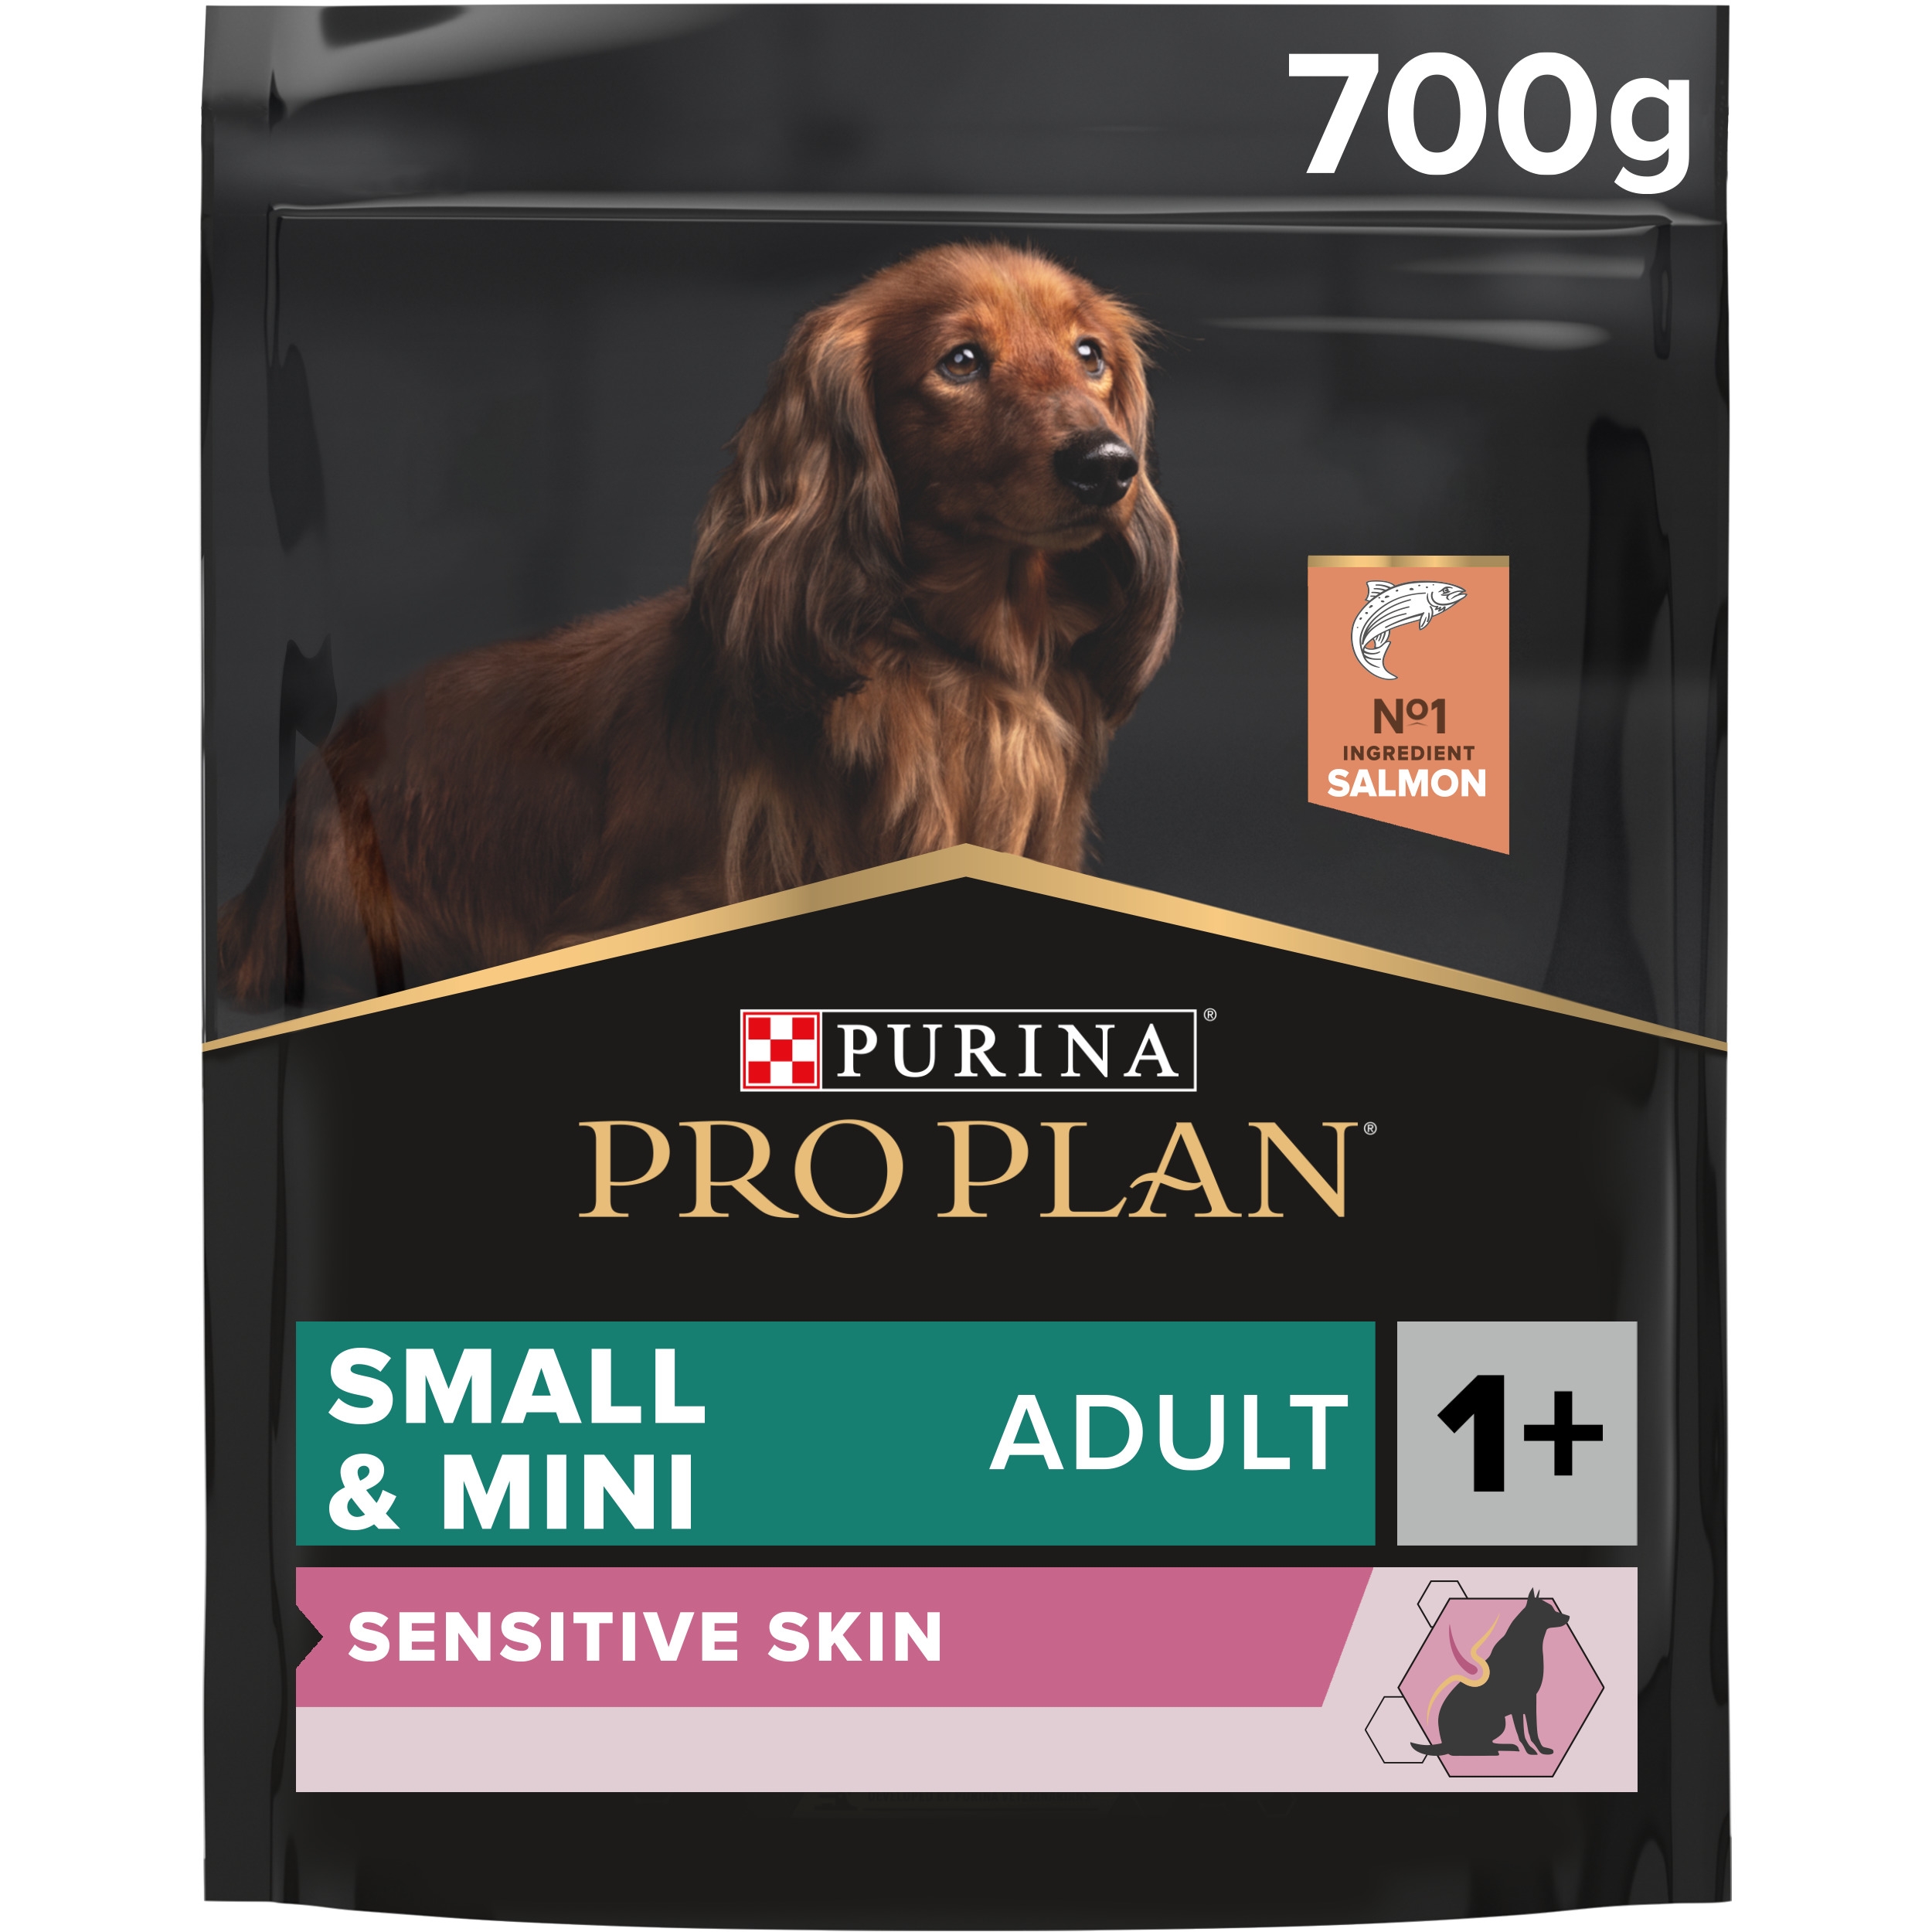 700g
Nº1
INGREDIENT
SALMON
PURINA®
PRO PLAN®
SMALL
& MINI
ADULT
1+
SENSITIVE SKIN